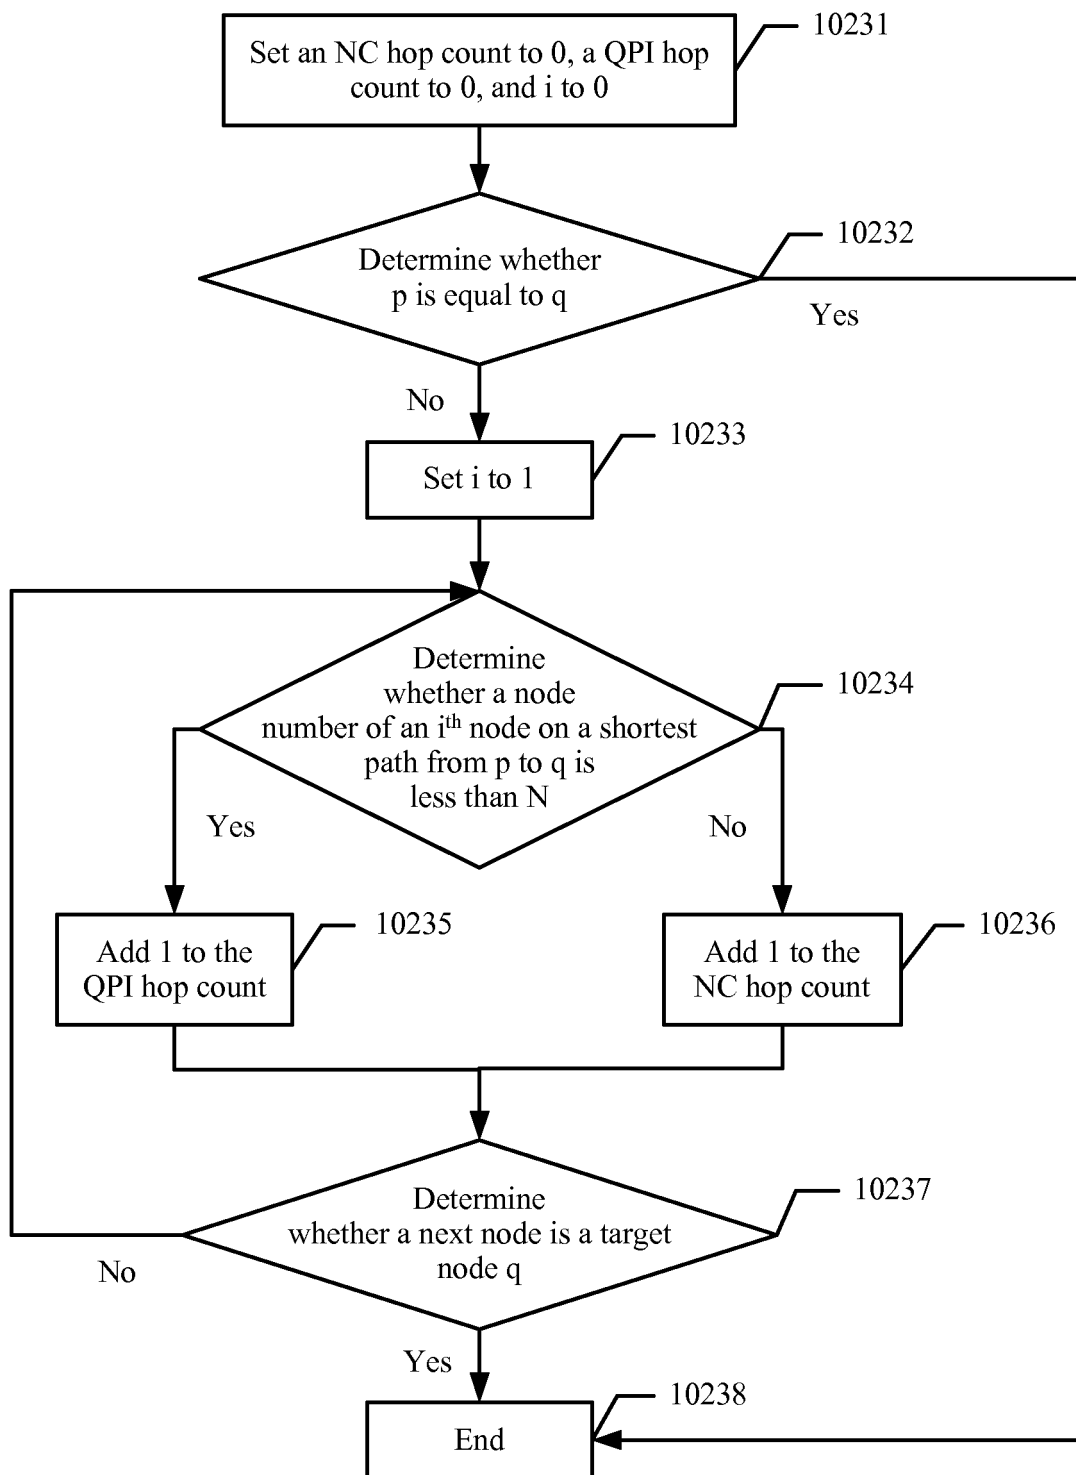 10231
Set an NC hop count to 0, a QPI hop
count to 0, and i to 0
10232
Determine whether
p is equal to q
Yes
No
10233
Set i to 1
10234
Determine
whether a node
number of an iᵗʰ node on a shortest
path from p to q is
less than N
Yes
No
10235
Add 1 to the
QPI hop count
10236
Add 1 to the
NC hop count
10237
Determine
whether a next node is a target
node q
No
Yes
10238
End